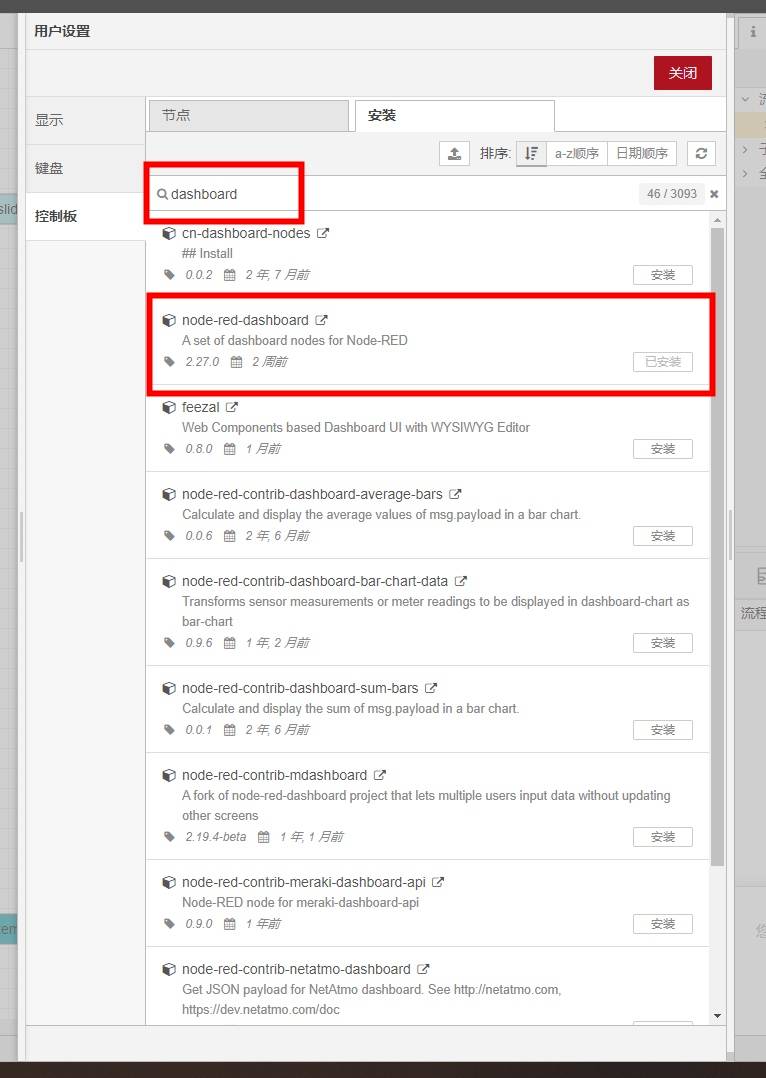 用户设置
关闭
显示
键盘
控制板
节点
安装
排序:
a-z顺序
日期顺序
dashboard
46 / 3093
cn-dashboard-nodes
## Install
0.0.2 2 年, 7 月前
安装
node-red-dashboard
A set of dashboard nodes for Node-RED
2.27.0 2 周前
已安装
feezal
Web Components based Dashboard UI with WYSIWYG Editor
0.8.0 1 月前
安装
node-red-contrib-dashboard-average-bars
Calculate and display the average values of msg.payload in a bar chart.
0.0.6 2 年, 6 月前
安装
node-red-contrib-dashboard-bar-chart-data
Transforms sensor measurements or meter readings to be displayed in dashboard-chart as
bar-chart
0.9.6 1 年, 2 月前
安装
node-red-contrib-dashboard-sum-bars
Calculate and display the sum of msg.payload in a bar chart.
0.0.1 2 年, 6 月前
安装
node-red-contrib-mdashboard
A fork of node-red-dashboard project that lets multiple users input data without updating
other screens
2.19.4-beta 1 年, 1 月前
安装
node-red-contrib-meraki-dashboard-api
Node-RED node for meraki-dashboard-api
0.9.0 1 年前
安装
node-red-contrib-netatmo-dashboard
Get JSON payload for NetAtmo dashboard. See http://netatmo.com,
https://dev.netatmo.com/doc
流程